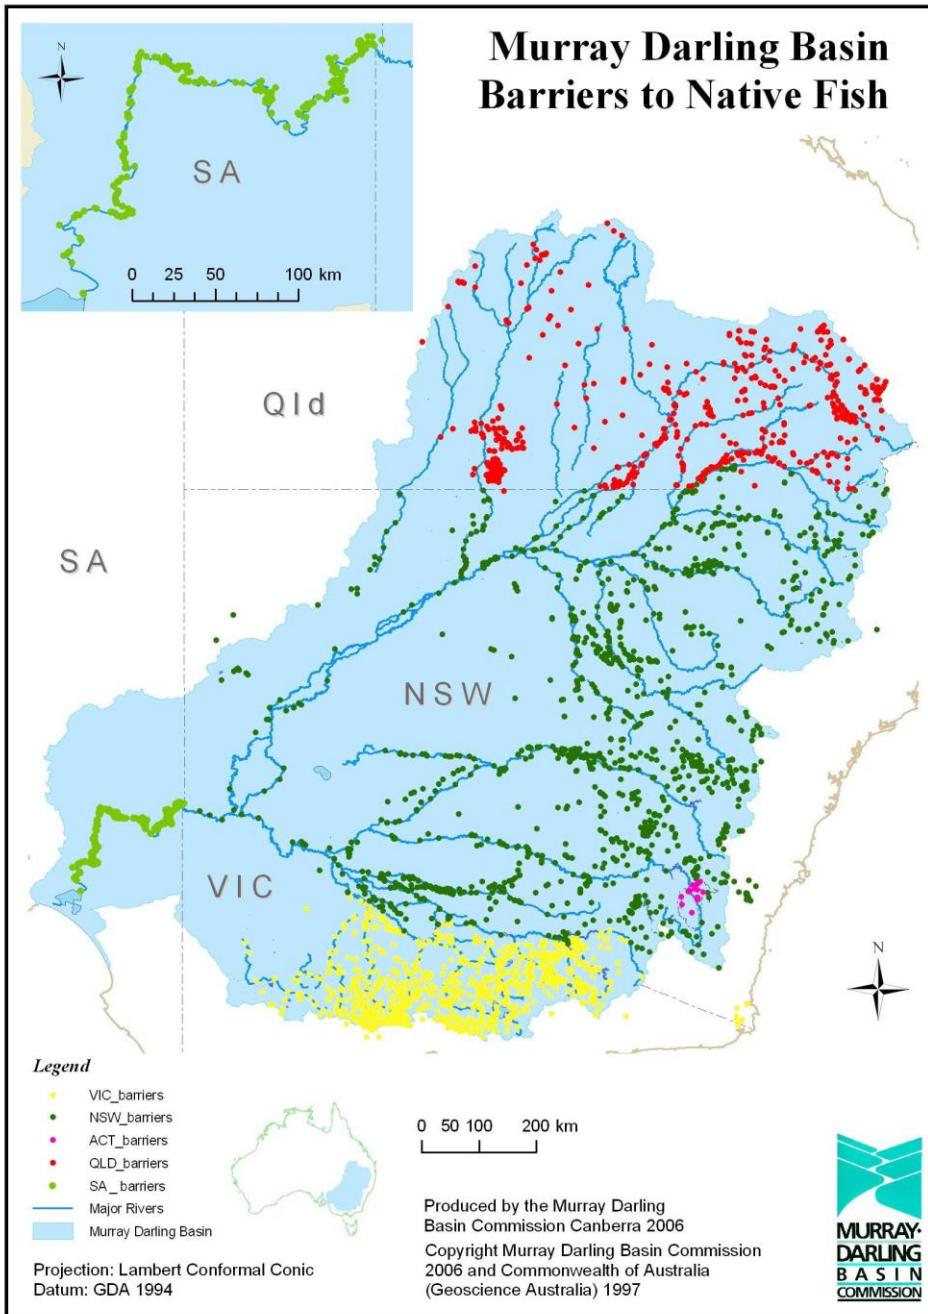 Murray Darling Basin
Barriers to Native Fish
N
SA
0 25 50 100 km
Qld
SA
NSW
VIC
N
Legend
VIC_barriers
NSW_barriers
ACT_barriers
QLD_barriers
SA_barriers
Major Rivers
Murray Darling Basin
Projection: Lambert Conformal Conic
Datum: GDA 1994
0 50 100 200 km
Produced by the Murray Darling
Basin Commission Canberra 2006
Copyright Murray Darling Basin Commission
2006 and Commonwealth of Australia
(Geoscience Australia) 1997
MURRAY-
DARLING
BASIN
COMMISSION